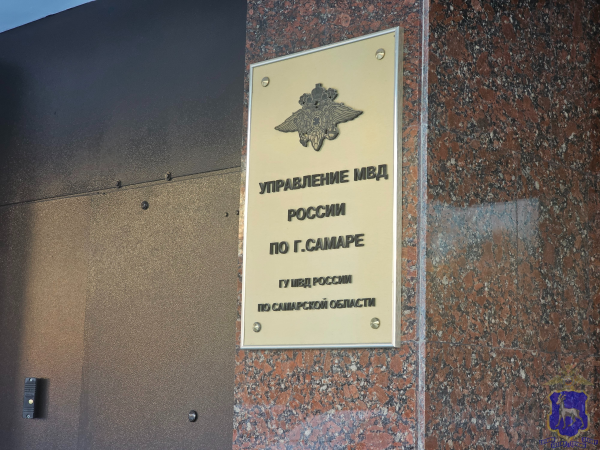 УПРАВЛЕНИЕ МВД
РОССИИ
ПО Г.САМАРЕ
ГУ МВД РОССИИ
ПО САМАРСКОЙ ОБЛАСТИ